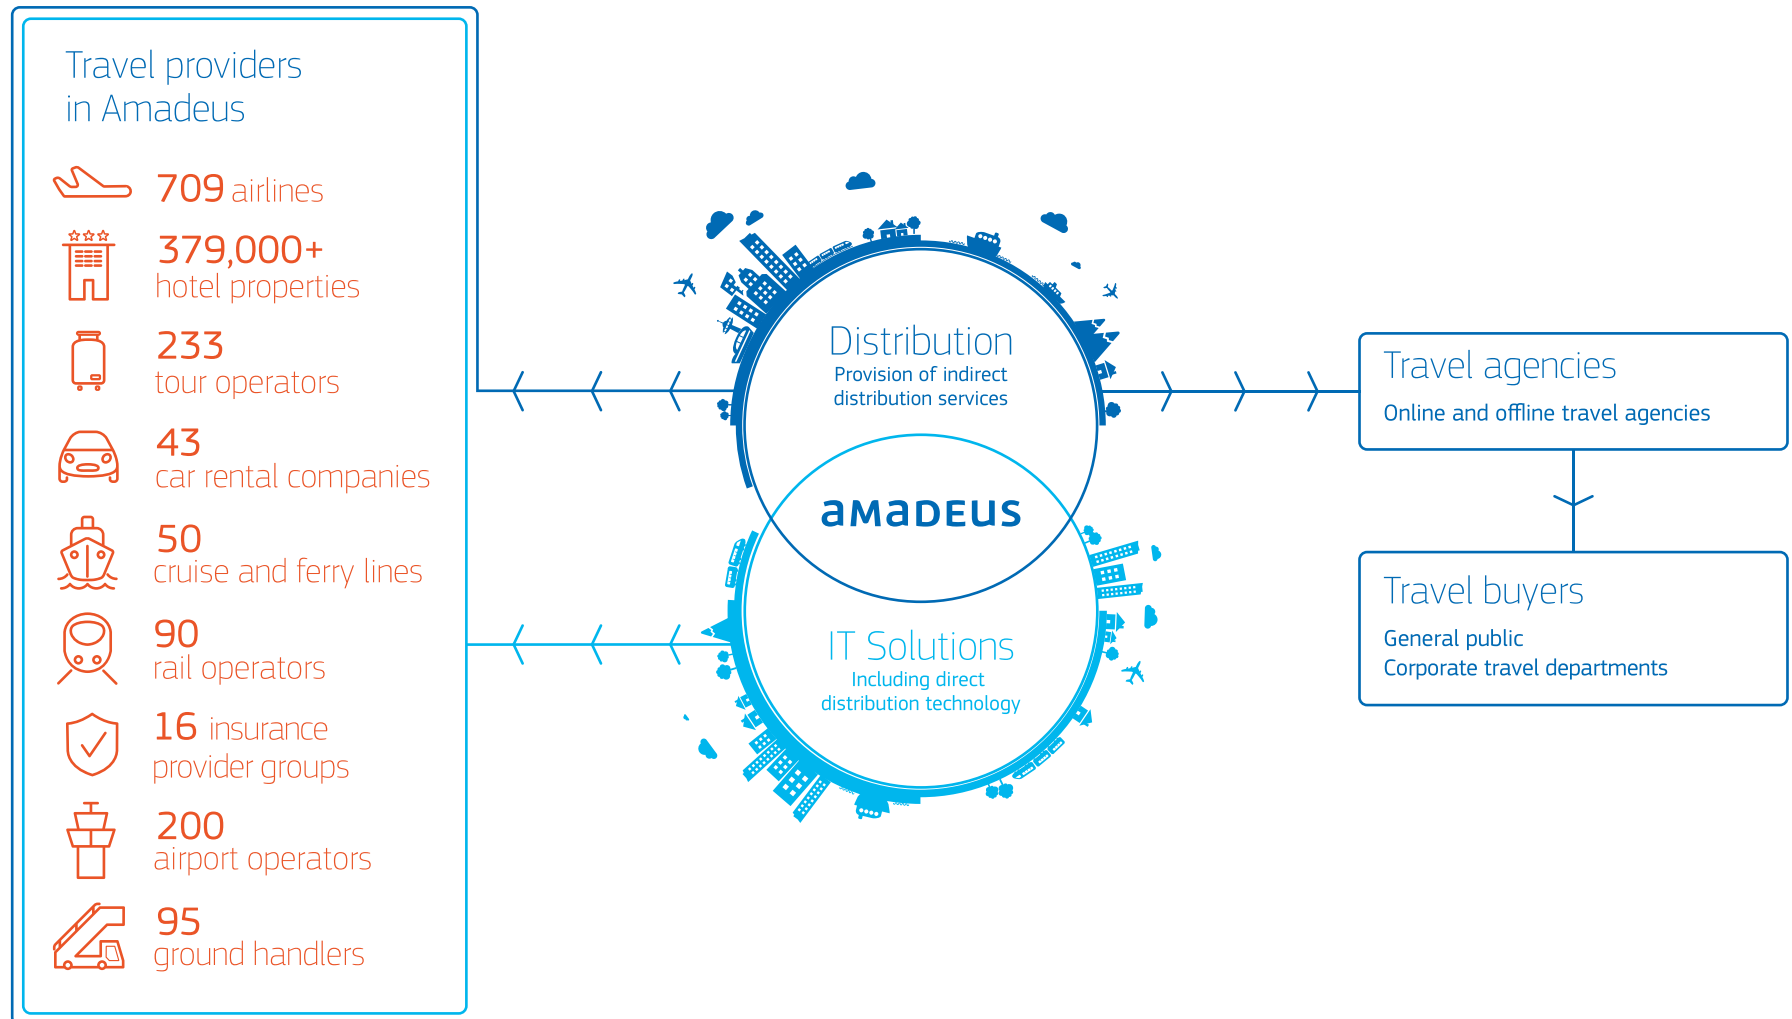 Travel providers
in Amadeus
709 airlines
379,000+
hotel properties
233
tour operators
43
car rental companies
50
cruise and ferry lines
90
rail operators
16 insurance
provider groups
200
airport operators
95
ground handlers
Distribution
Provision of indirect
distribution services
aMaDEUS
IT Solutions
Including direct
distribution technology
Travel agencies
Online and offline travel agencies
Travel buyers
General public
Corporate travel departments